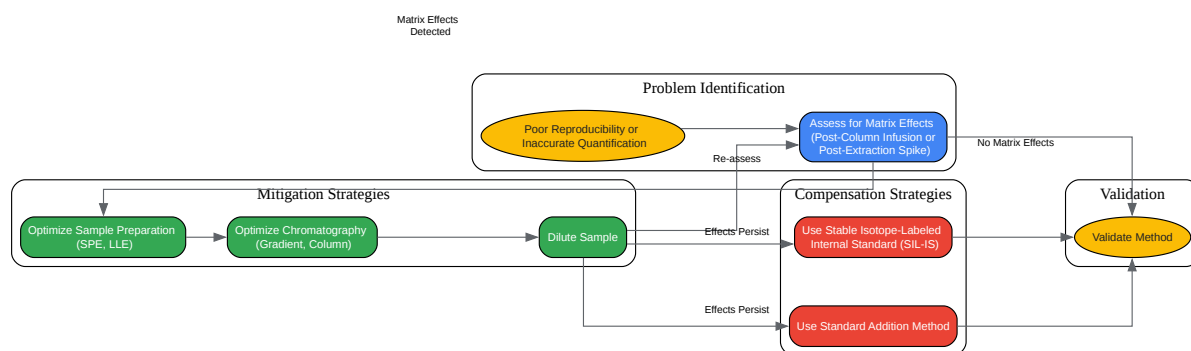 Matrix Effects
Detected
Problem Identification
Poor Reproducibility or
Inaccurate Quantification
Assess for Matrix Effects
(Post-Column Infusion or
Post-Extraction Spike)
No Matrix Effects
Re-assess
Mitigation Strategies
Optimize Sample Preparation
(SPE, LLE)
Optimize Chromatography
(Gradient, Column)
Dilute Sample
Effects Persist
Effects Persist
Compensation Strategies
Use Stable Isotope-Labeled
Internal Standard (SIL-IS)
Use Standard Addition Method
Validation
Validate Method